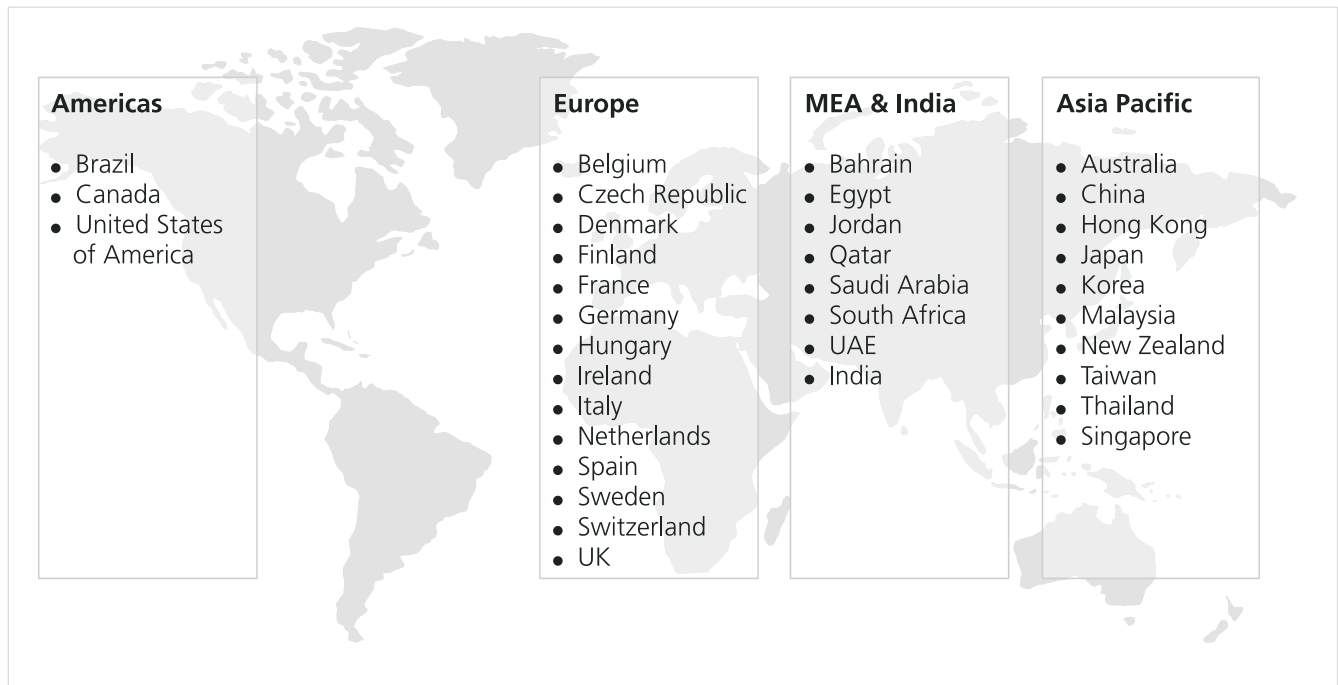 Americas
• Brazil
• Canada
• United States
of America
Europe
• Belgium
• Czech Republic
• Denmark
• Finland
• France
• Germany
• Hungary
• Ireland
• Italy
• Netherlands
• Spain
• Sweden
• Switzerland
• UK
MEA & India
• Bahrain
• Egypt
• Jordan
• Qatar
• Saudi Arabia
• South Africa
• UAE
• India
Asia Pacific
• Australia
• China
• Hong Kong
• Japan
• Korea
• Malaysia
• New Zealand
• Taiwan
• Thailand
• Singapore